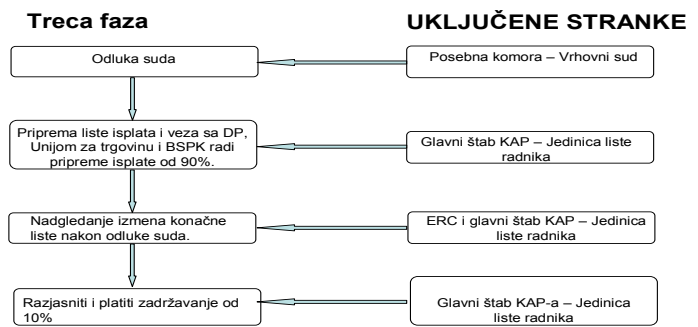 Treca faza
UKLJUČENE STRANKE
Odluka suda
Posebna komora – Vrhovni sud
Priprema liste isplata i veza sa DP,
Unijom za trgovinu i BSPK radi
pripreme isplate od 90%.
Glavni štab KAP – Jedinica liste
radnika
Nadgledanje izmena konačne
liste nakon odluke suda.
ERC i glavni štab KAP – Jedinica
liste radnika
Razjasniti i platiti zadržavanje od
10%
Glavni štab KAP-a – Jedinica
liste radnika